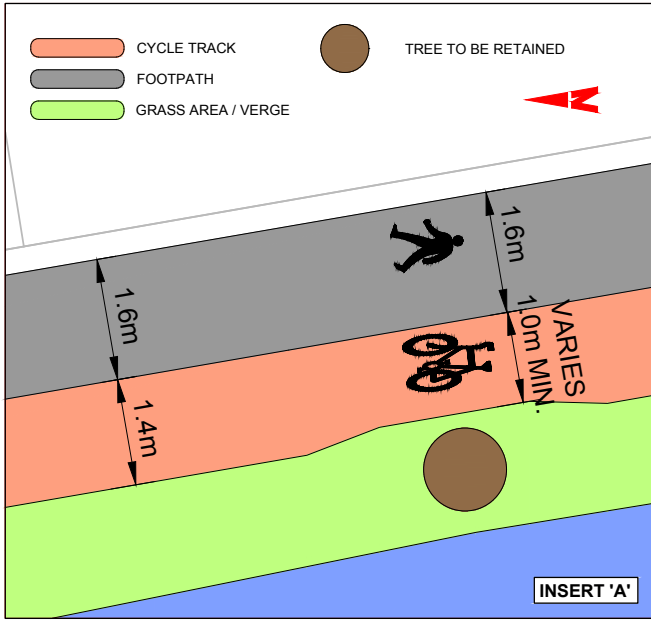 CYCLE TRACK
TREE TO BE RETAINED
FOOTPATH
GRASS AREA / VERGE
N
1.6m
1.6m
1.4m
VARIES
1.0m MIN.
INSERT 'A'